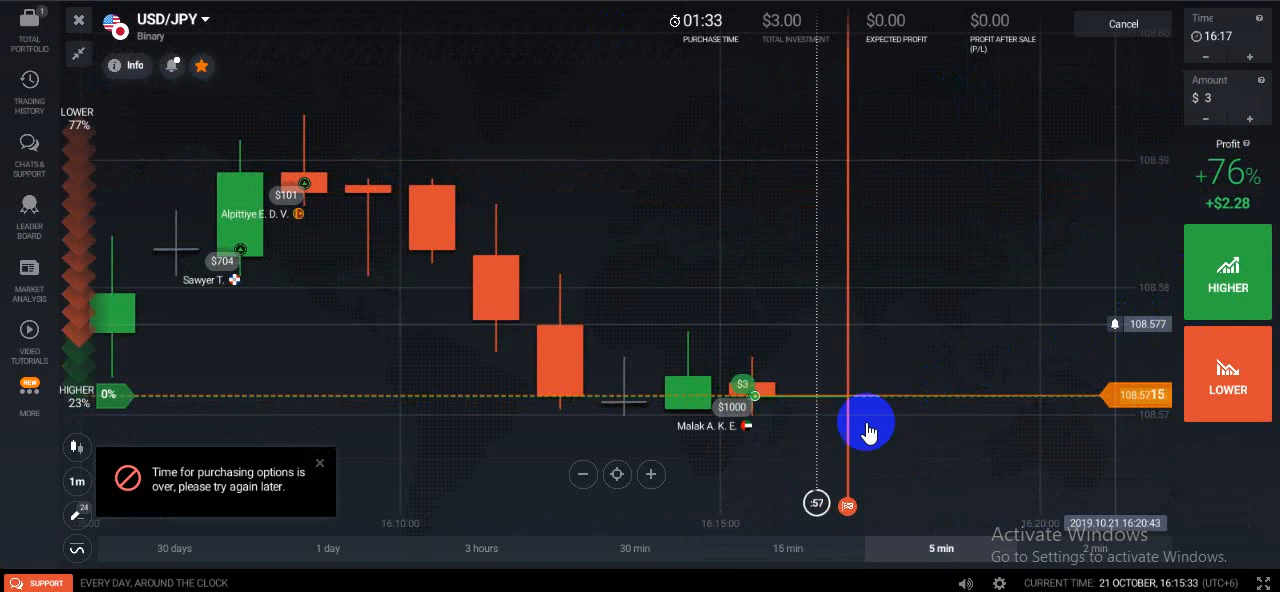 1
TOTAL
PORTFOLIO
TRADING
HISTORY
CHATS &
SUPPORT
LEADER
BOARD
MARKET
ANALYSIS
VIDEO
TUTORIALS
NEW
MORE
USD/JPY
Binary
Info
01:33
PURCHASE TIME
$3.00
TOTAL INVESTMENT
$0.00
EXPECTED PROFIT
$0.00
PROFIT AFTER SALE
(P/L)
Cancel
108.60
Time
16:17
Amount
$ 3
Profit
+76%
+$2.28
HIGHER
LOWER
LOWER
77%
HIGHER
23%
0%
$101
Alpittiye E. D. V.
$704
Sawyer T.
$3
$1000
Malak A. K. E.
108.59
108.58
108.577
108.5715
108.57
Time for purchasing options is
over, please try again later.
1m
24
:57
16:10:00
16:15:00
16:20:00
2019.10.21 16:20:43
30 days
1 day
3 hours
30 min
15 min
5 min
2 min
Activate Windows
Go to Settings to activate Windows.
SUPPORT
EVERY DAY, AROUND THE CLOCK
CURRENT TIME: 21 OCTOBER, 16:15:33 (UTC+6)